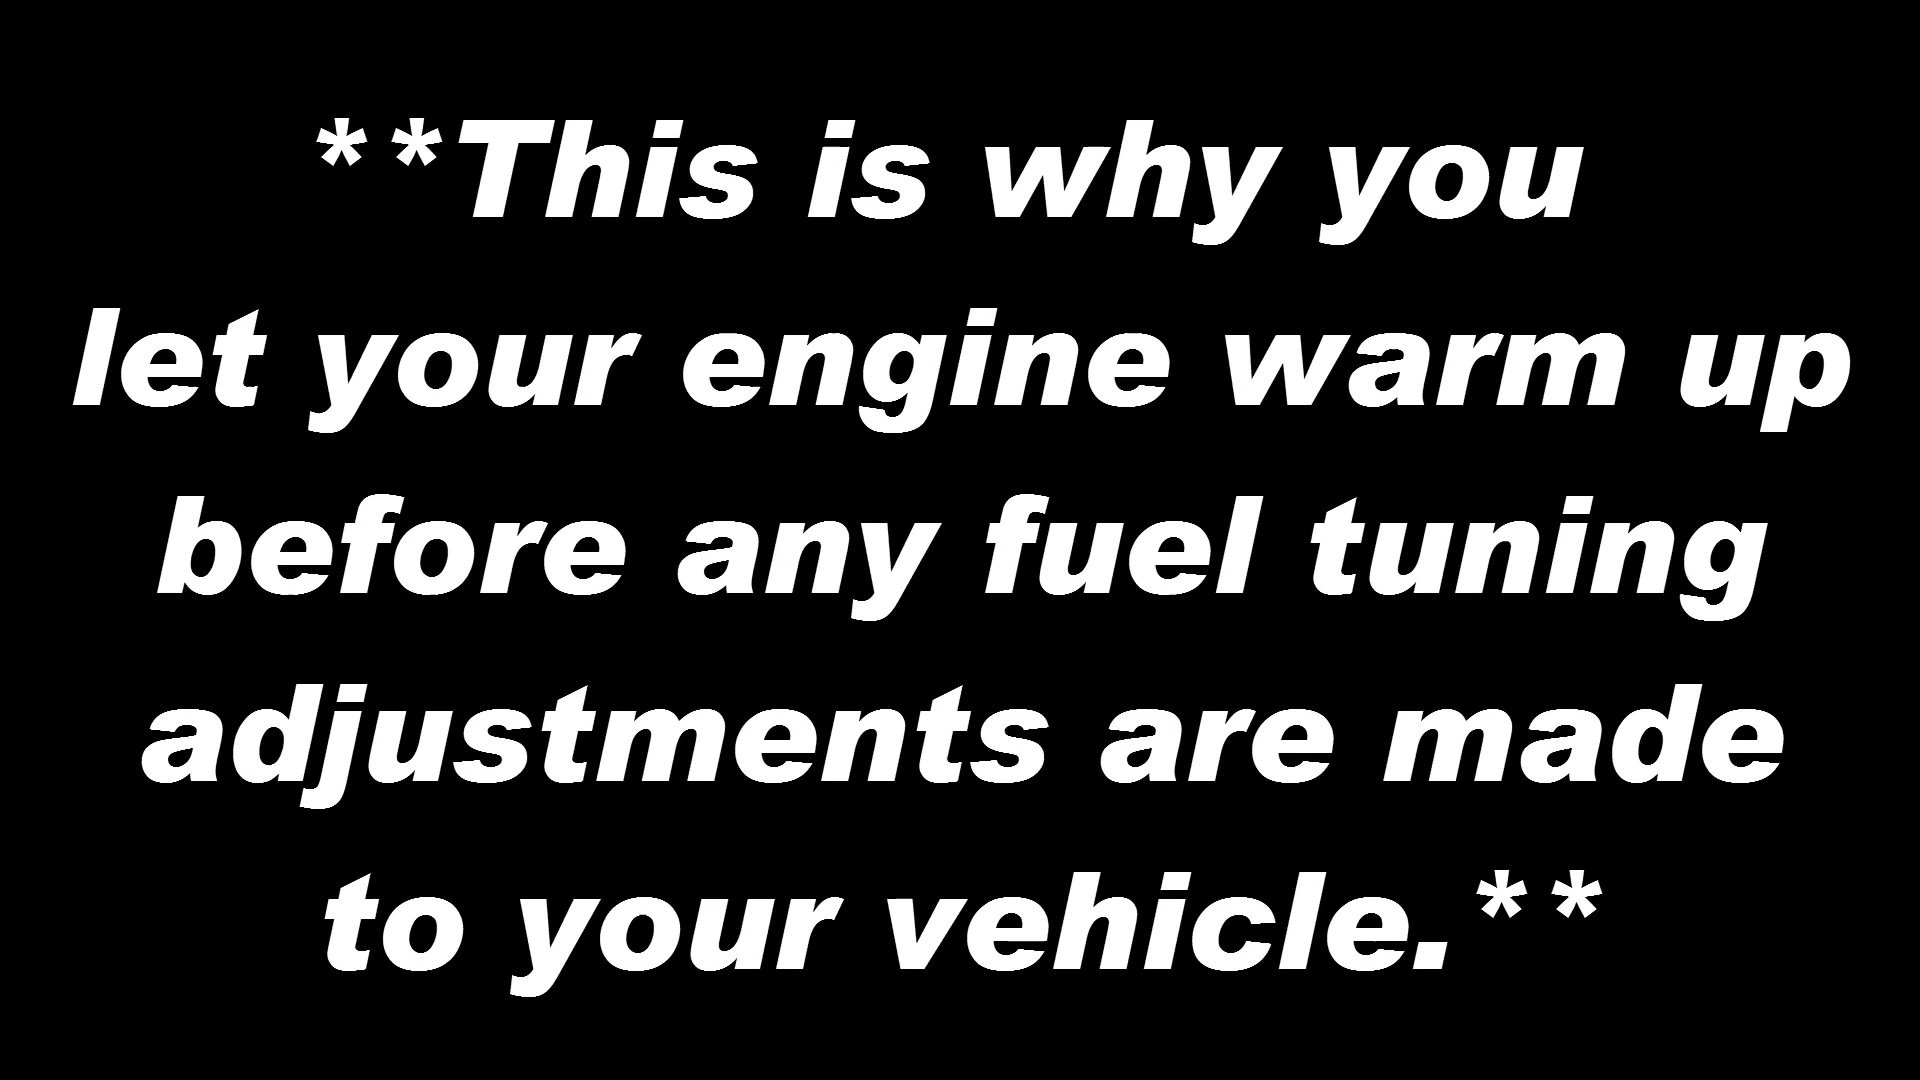 **This is why you
let your engine warm up
before any fuel tuning
adjustments are made
to your vehicle.**